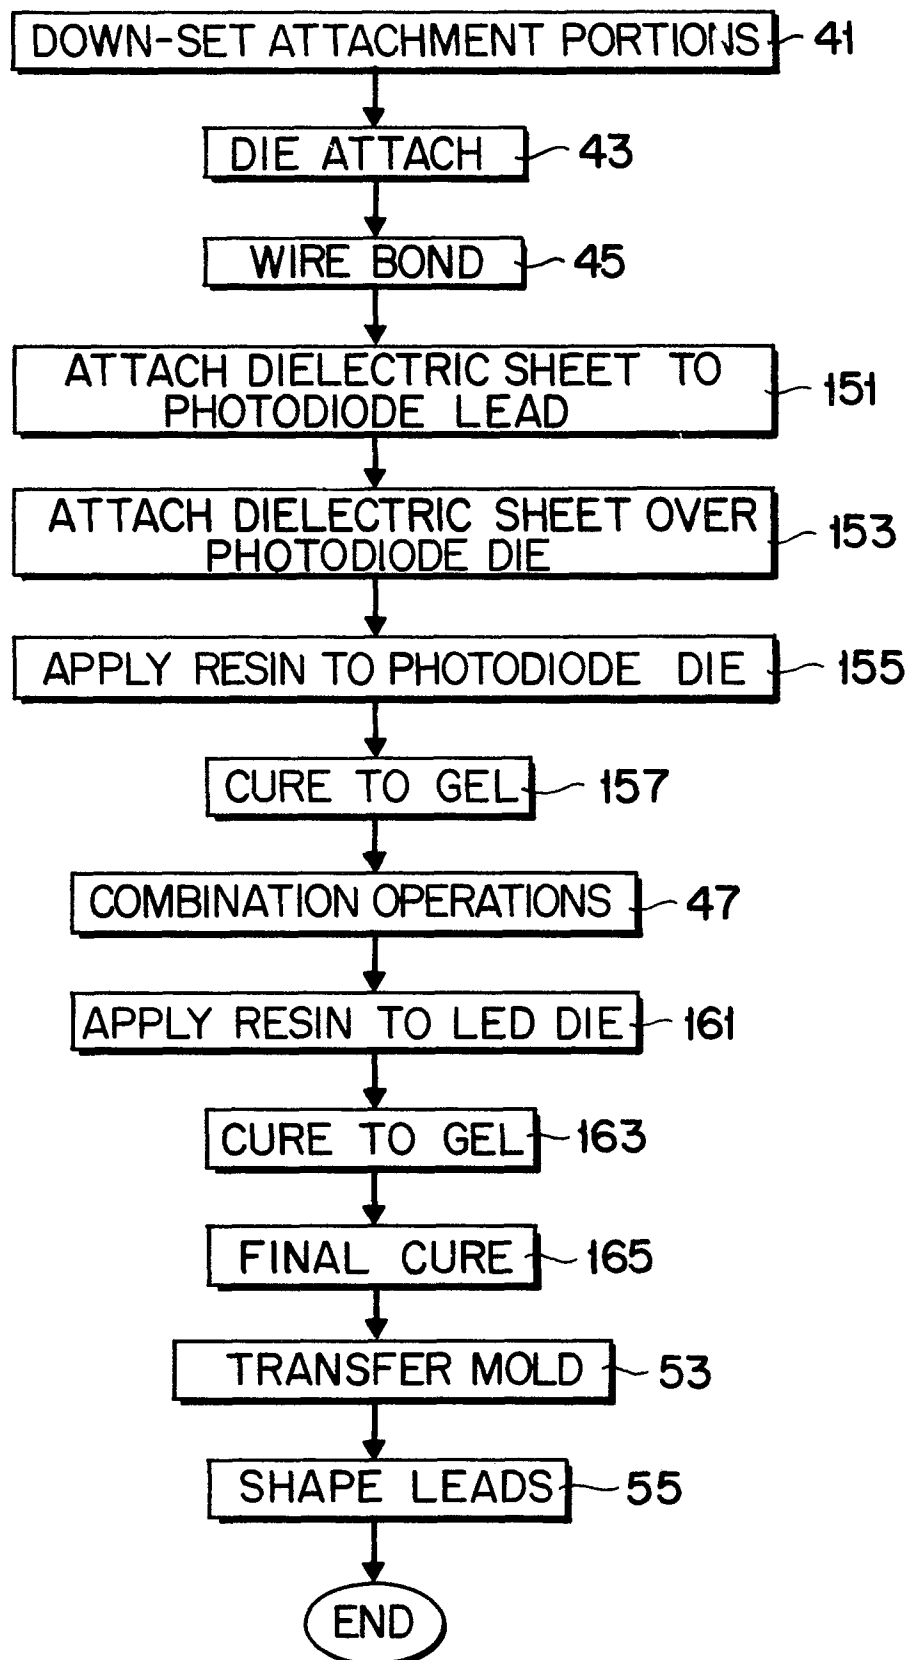 DOWN-SET ATTACHMENT PORTIONS 41
DIE ATTACH 43
WIRE BOND 45
ATTACH DIELECTRIC SHEET TO
PHOTODIODE LEAD
151
ATTACH DIELECTRIC SHEET OVER
PHOTODIODE DIE
153
APPLY RESIN TO PHOTODIODE DIE 155
CURE TO GEL 157
COMBINATION OPERATIONS 47
APPLY RESIN TO LED DIE 161
CURE TO GEL 163
FINAL CURE 165
TRANSFER MOLD 53
SHAPE LEADS 55
END